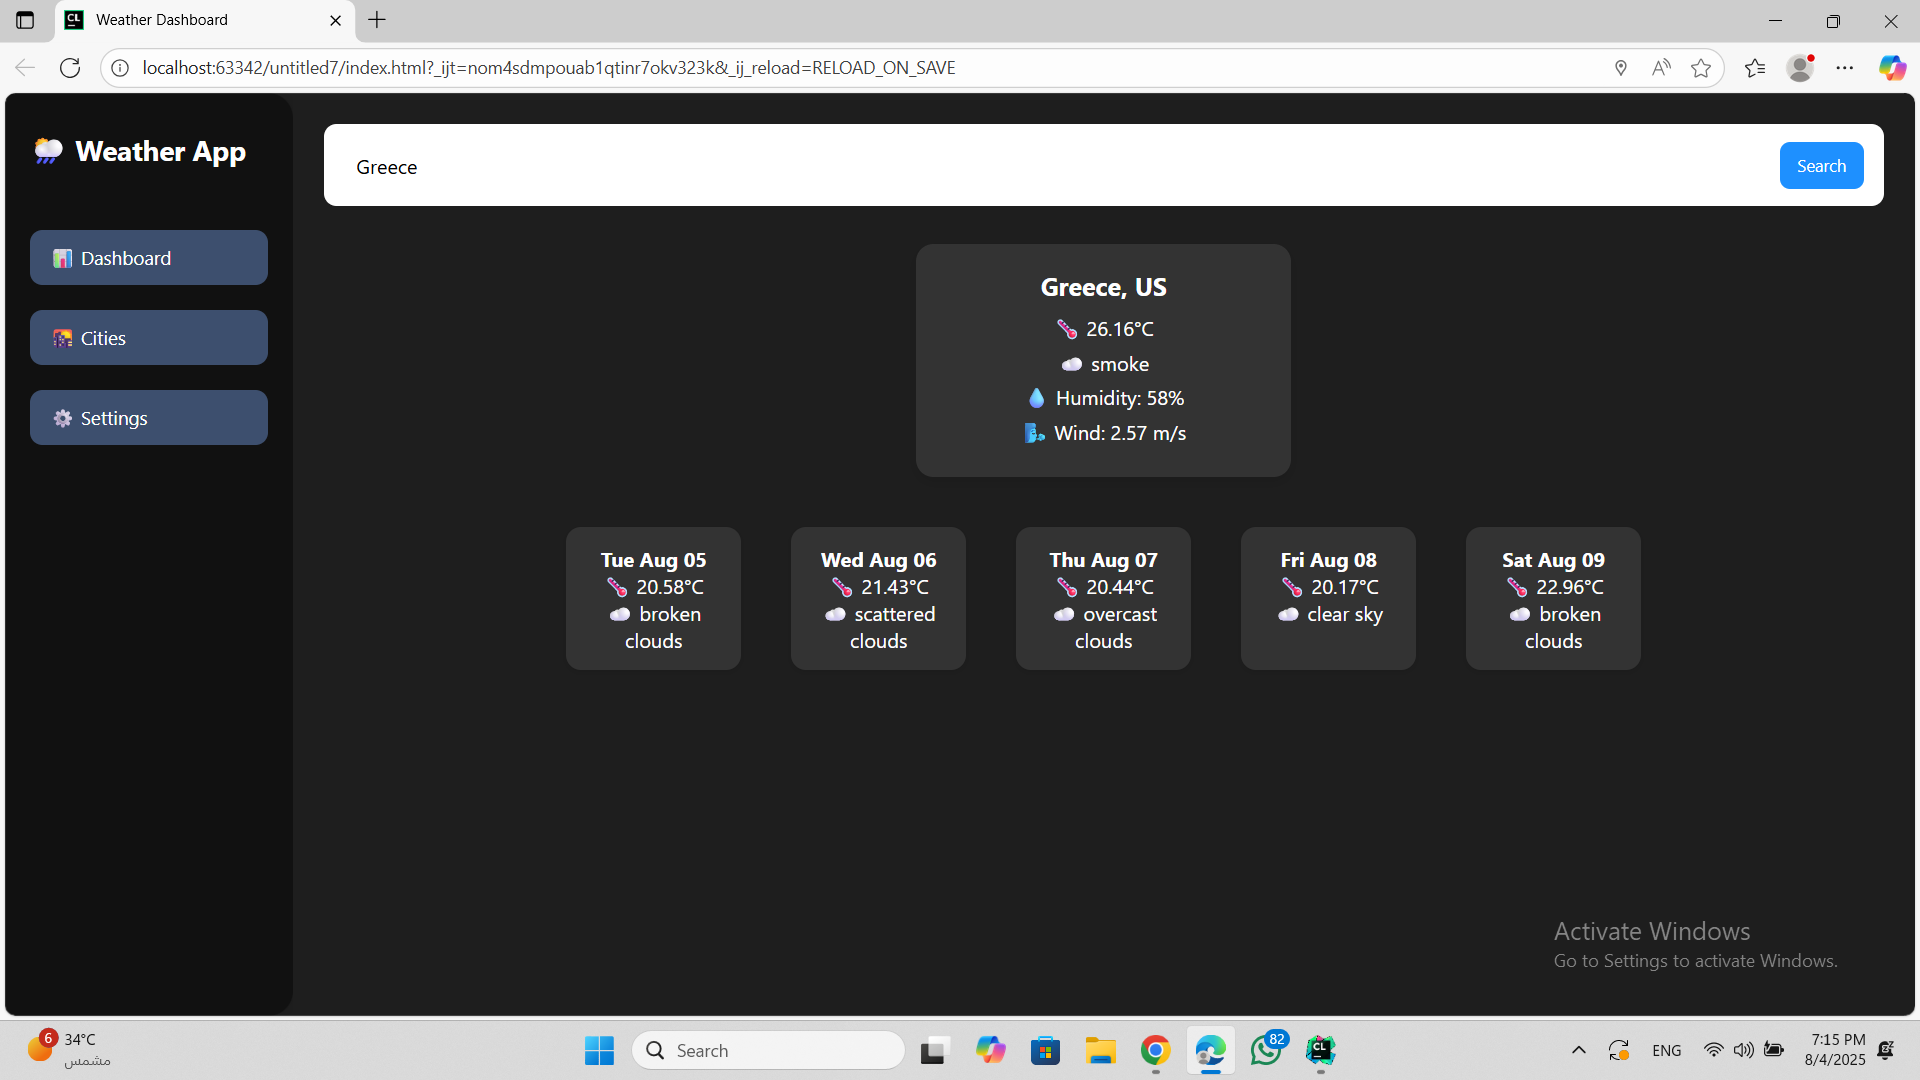 Weather Dashboard
localhost:63342/untitled7/index.html?_ijt=nom4sdmpouab1qtinr7okv323k&_ij_reload=RELOAD_ON_SAVE
Weather App
Dashboard
Cities
Settings
Greece
Search
Greece, US
26.16°C
smoke
Humidity: 58%
Wind: 2.57 m/s
Tue Aug 05
20.58°C
broken
clouds
Wed Aug 06
21.43°C
scattered
clouds
Thu Aug 07
20.44°C
overcast
clouds
Fri Aug 08
20.17°C
clear sky
Sat Aug 09
22.96°C
broken
clouds
Activate Windows
Go to Settings to activate Windows.
6
34°C
مشمس
Search
82
CL
ENG
7:15 PM
8/4/2025